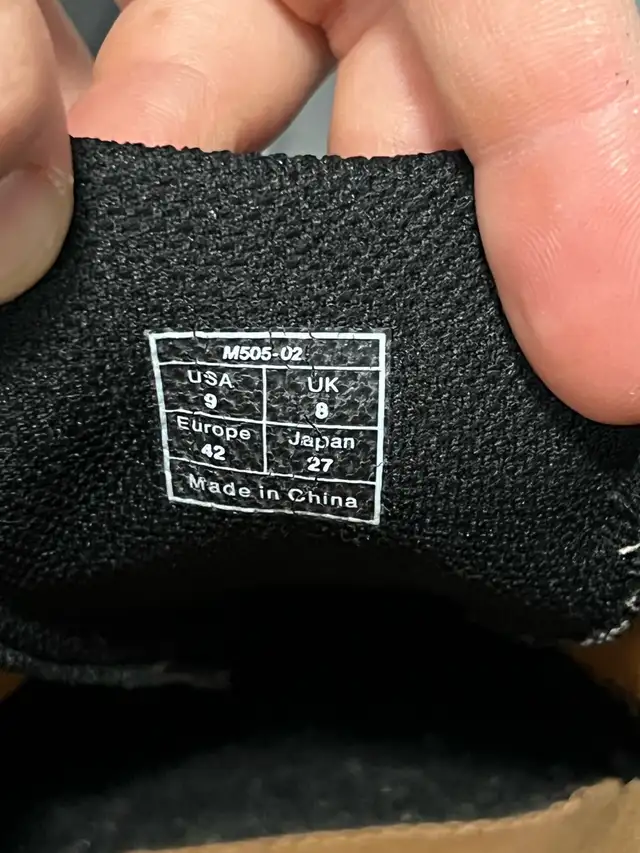 M505-02
USA UK
9 8
Europe Japan
42 27
Made in China